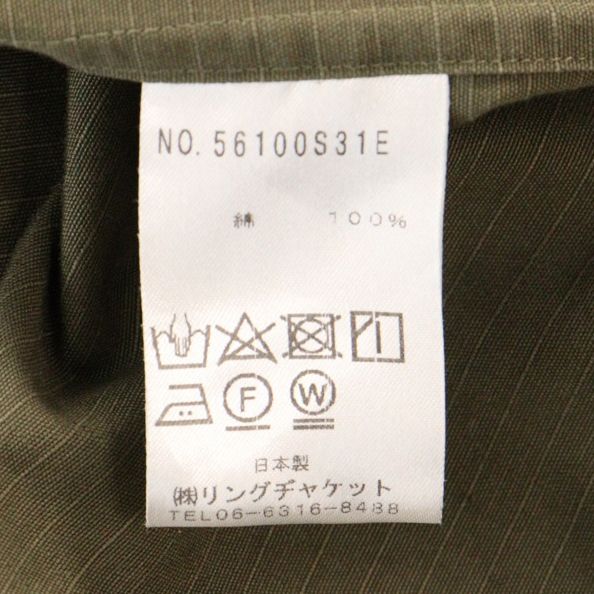 NO. 56100S31E
綿 100%
F W
日本製
㈱リングヂャケット
TEL06-6316-8488